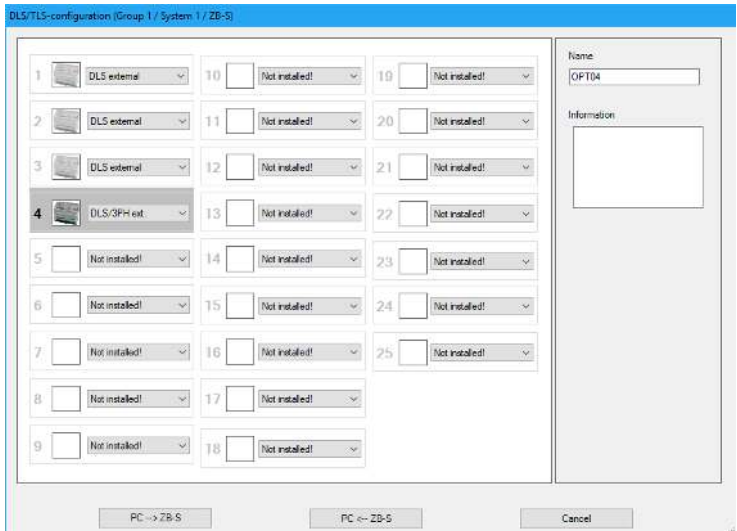 DLS/TLS-configuration (Group 1 / System 1 / ZB-S)
1 DLS external
2 DLS external
3 DLS external
4 DLS/3PH ext.
5 Not installed!
6 Not installed!
7 Not installed!
8 Not installed!
9 Not installed!
10 Not installed!
11 Not installed!
12 Not installed!
13 Not installed!
14 Not installed!
15 Not installed!
16 Not installed!
17 Not installed!
18 Not installed!
19 Not installed!
20 Not installed!
21 Not installed!
22 Not installed!
23 Not installed!
24 Not installed!
25 Not installed!
Name
OPT04
Information
PC --> ZB-S
PC <-- ZB-S
Cancel